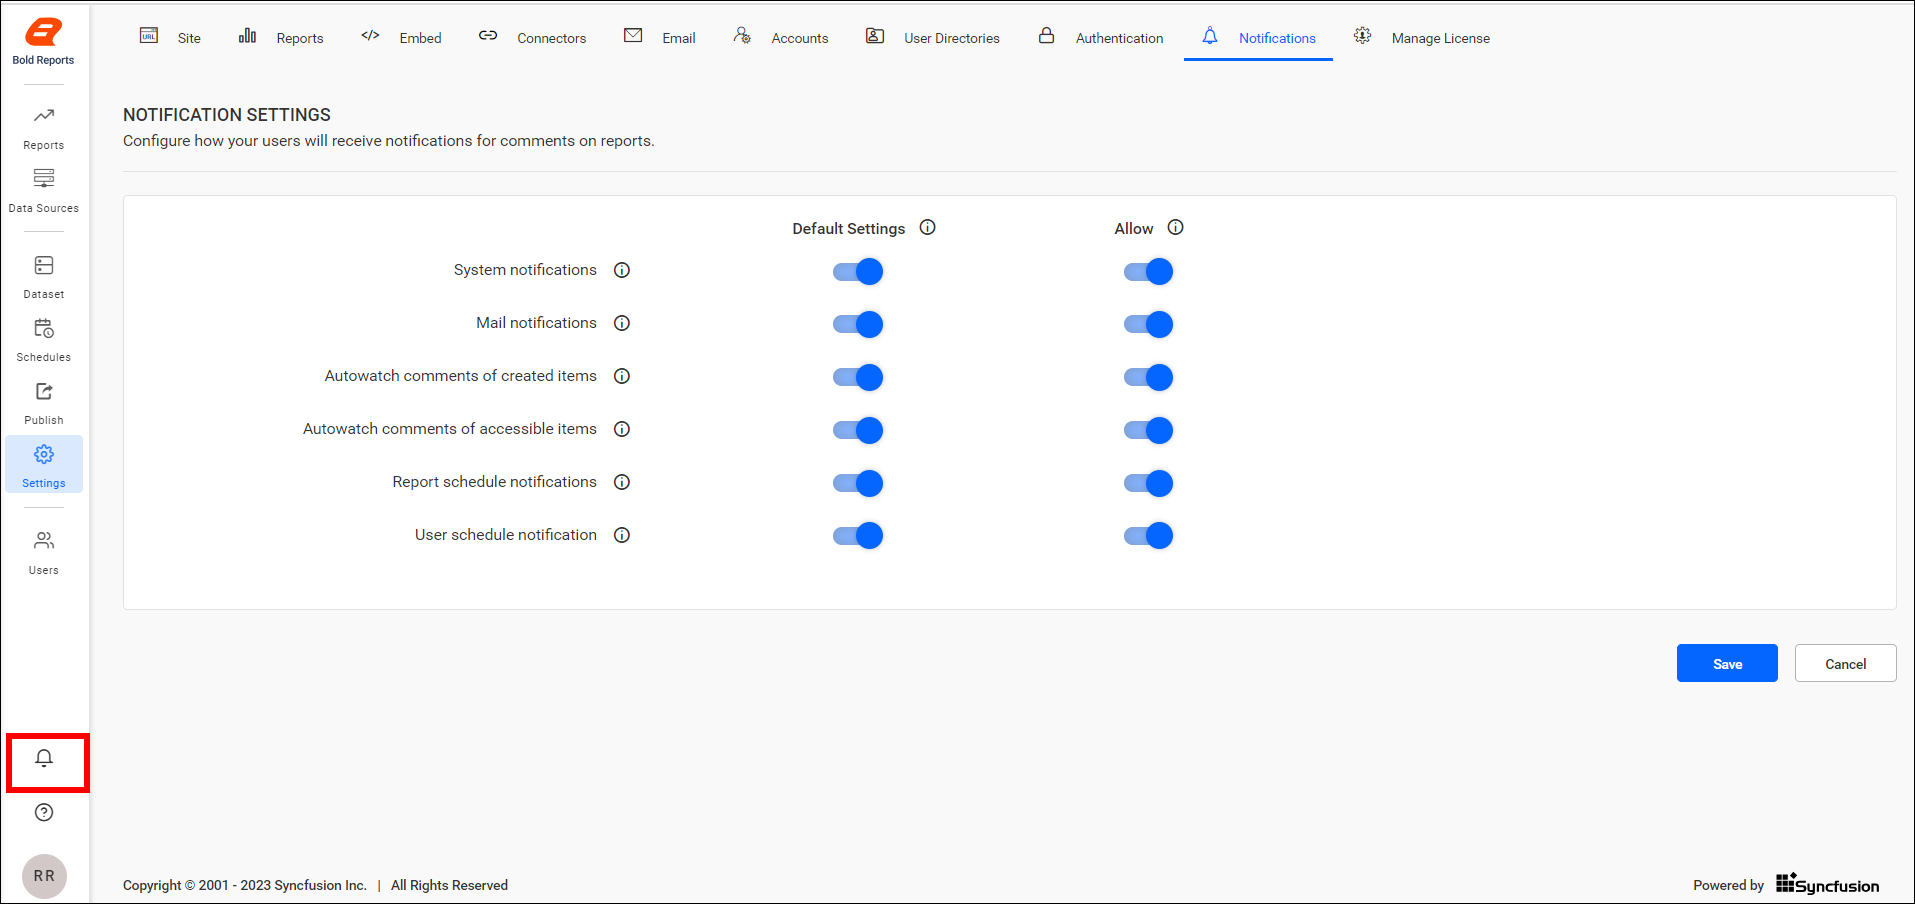 Bold Reports
Reports
Data Sources
Dataset
Schedules
Publish
Settings
Users
RR
URL Site Reports </> Embed Connectors Email Accounts User Directories Authentication Notifications Manage License
NOTIFICATION SETTINGS
Configure how your users will receive notifications for comments on reports.
Default Settings Allow
System notifications
Mail notifications
Autowatch comments of created items
Autowatch comments of accessible items
Report schedule notifications
User schedule notification
Save Cancel
Copyright © 2001 - 2023 Syncfusion Inc. | All Rights Reserved
Powered by Syncfusion